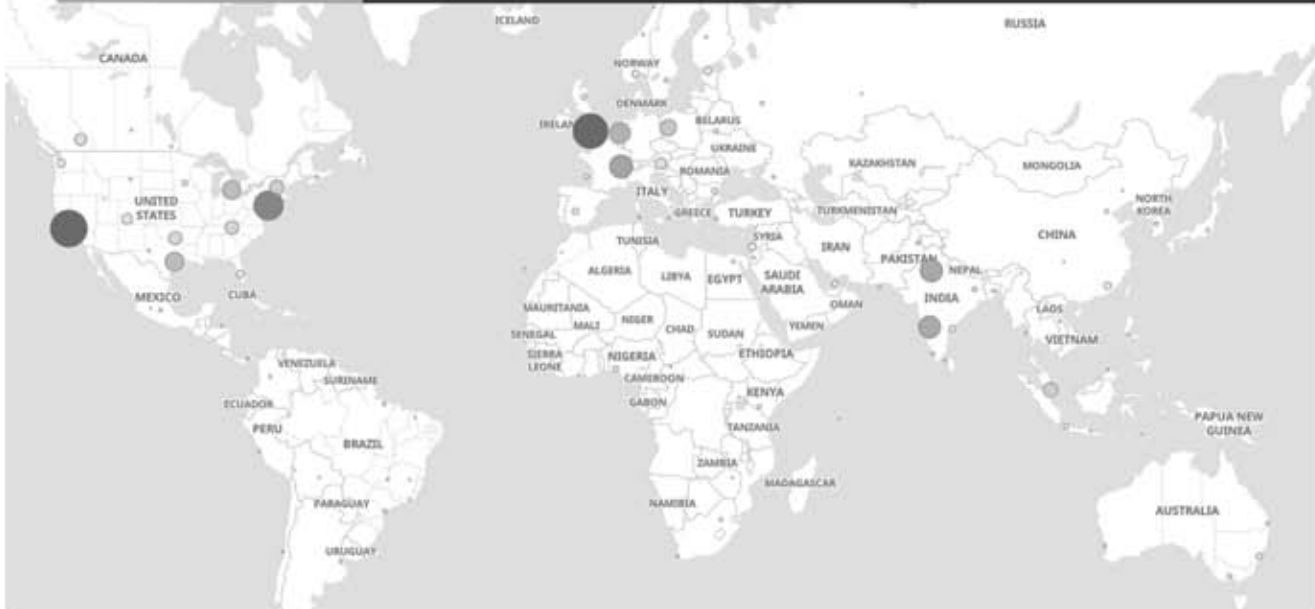 ICELAND
RUSSIA
CANADA
NORWAY
DENMARK
IRELAN
BELARUS
UKRAINE
KAZAKHSTAN
MONGOLIA
ROMANIA
UNITED
STATES
ITALY
GREECE
TURKEY
TURKMENISTAN
NORTH
KOREA
TUNISIA
SYRIA
IRAN
CHINA
ALGERIA
LIBYA
EGYPT
SAUDI
ARABIA
PAKISTAN
NEPAL
MEXICO
CUBA
OMAN
INDIA
MAURITANIA
MALI
NIGER
CHAD
SUDAN
YEMEN
LAOS
SENEGAL
VIETNAM
SIERRA
LEONE
NIGERIA
ETHIOPIA
VENEZUELA
SURINAME
CAMEROON
ECUADOR
GABON
KENYA
PERU
BRAZIL
TANZANIA
PAPUA NEW
GUINEA
ZAMBIA
MADAGASCAR
PARAGUAY
NAMIBIA
AUSTRALIA
URUGUAY